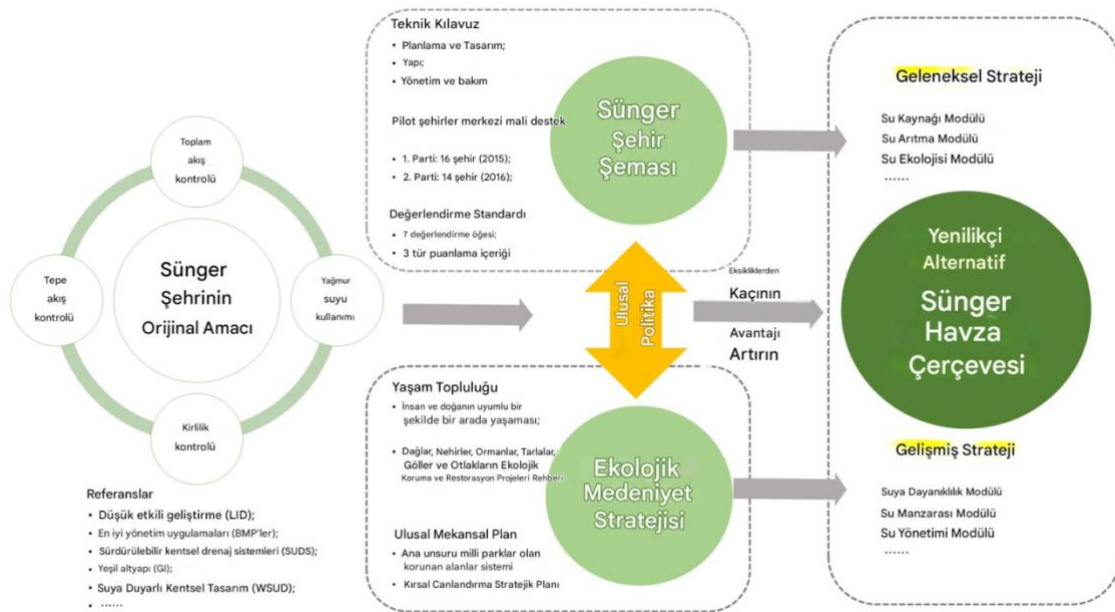 Toplam
akış
kontrolü
Tepe
akış
kontrolü
Sünger
Şehrinin
Orijinal Amacı
Yağmur
suyu
kullanımı
Kirlilik
kontrolü
Referanslar
• Düşük etkili geliştirme (LID);
• En iyi yönetim uygulamaları (BMP'ler);
• Sürdürülebilir kentsel drenaj sistemleri (SUDS);
• Yeşil altyapı (GI);
• Suya Duyarlı Kentsel Tasarım (WSUD);
• ......
Teknik Kılavuz
• Planlama ve Tasarım;
• Yapı;
• Yönetim ve bakım
Pilot şehirler merkezi mali destek
• 1. Parti: 16 şehir (2015);
• 2. Parti: 14 şehir (2016);
Değerlendirme Standardı
• 7 değerlendirme öğesi;
• 3 tür puanlama içeriği
Sünger
Şehir
Şeması
Ulusal
Politika
Eksikliklerden
Kaçının
Avantajı
Artırın
Yaşam Topluluğu
• İnsan ve doğanın uyumlu bir
şekilde bir arada yaşaması;
• Dağlar, Nehirler, Ormanlar, Tarlalar,
Göller ve Otlakların Ekolojik
Koruma ve Restorasyon Projeleri Rehberi
Ulusal Mekansal Plan
• Ana unsuru milli parklar olan
korunan alanlar sistemi
• Kırsal Canlandırma Stratejik Planı
Ekolojik
Medeniyet
Stratejisi
Geleneksel Strateji
Su Kaynağı Modülü
Su Arıtma Modülü
Su Ekolojisi Modülü
......
Yenilikçi
Alternatif
Sünger
Havza
Çerçevesi
Gelişmiş Strateji
Suya Dayanıklılık Modülü
Su Manzarası Modülü
Su Yönetimi Modülü
......